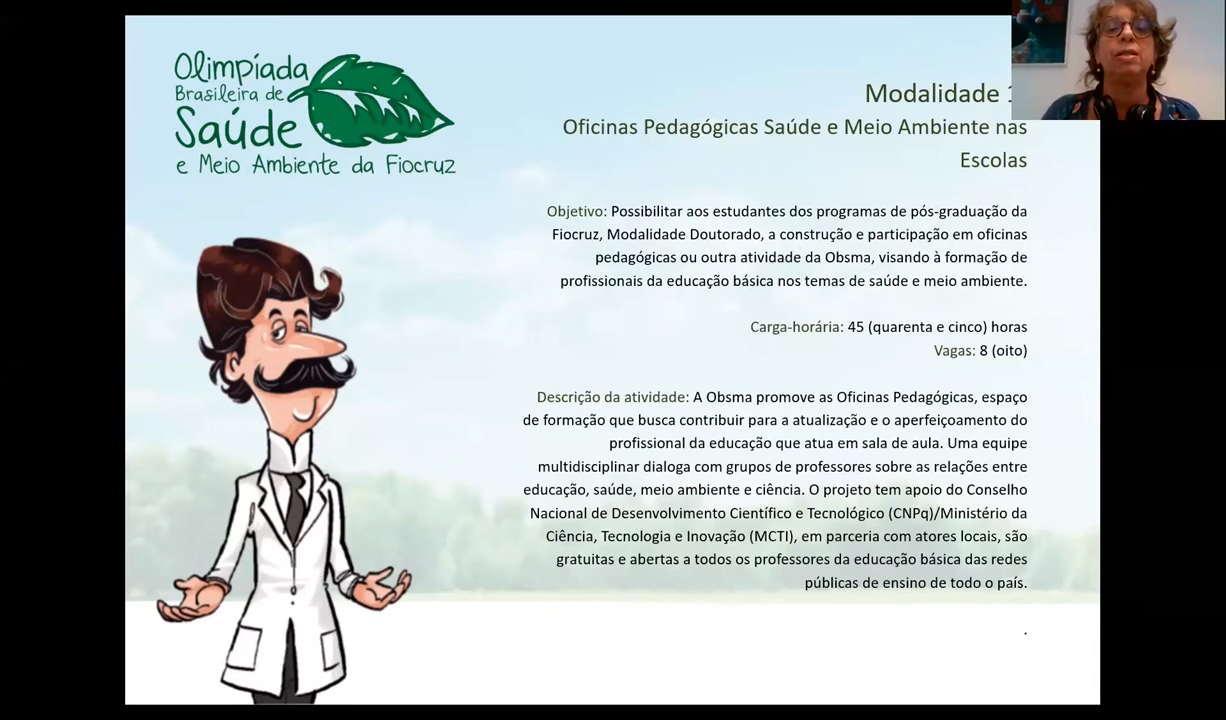 Olimpíada
Brasileira de
Saúde
e Meio Ambiente da Fiocruz
Modalidade
Oficinas Pedagógicas Saúde e Meio Ambiente nas
Escolas
Objetivo: Possibilitar aos estudantes dos programas de pós-graduação da
Fiocruz, Modalidade Doutorado, a construção e participação em oficinas
pedagógicas ou outra atividade da Obsma, visando à formação de
profissionais da educação básica nos temas de saúde e meio ambiente.
Carga-horária: 45 (quarenta e cinco) horas
Vagas: 8 (oito)
Descrição da atividade: A Obsma promove as Oficinas Pedagógicas, espaço
de formação que busca contribuir para a atualização e o aperfeiçoamento do
profissional da educação que atua em sala de aula. Uma equipe
multidisciplinar dialoga com grupos de professores sobre as relações entre
educação, saúde, meio ambiente e ciência. O projeto tem apoio do Conselho
Nacional de Desenvolvimento Científico e Tecnológico (CNPq)/Ministério da
Ciência, Tecnologia e Inovação (MCTI), em parceria com atores locais, são
gratuitas e abertas a todos os professores da educação básica das redes
públicas de ensino de todo o país.
.